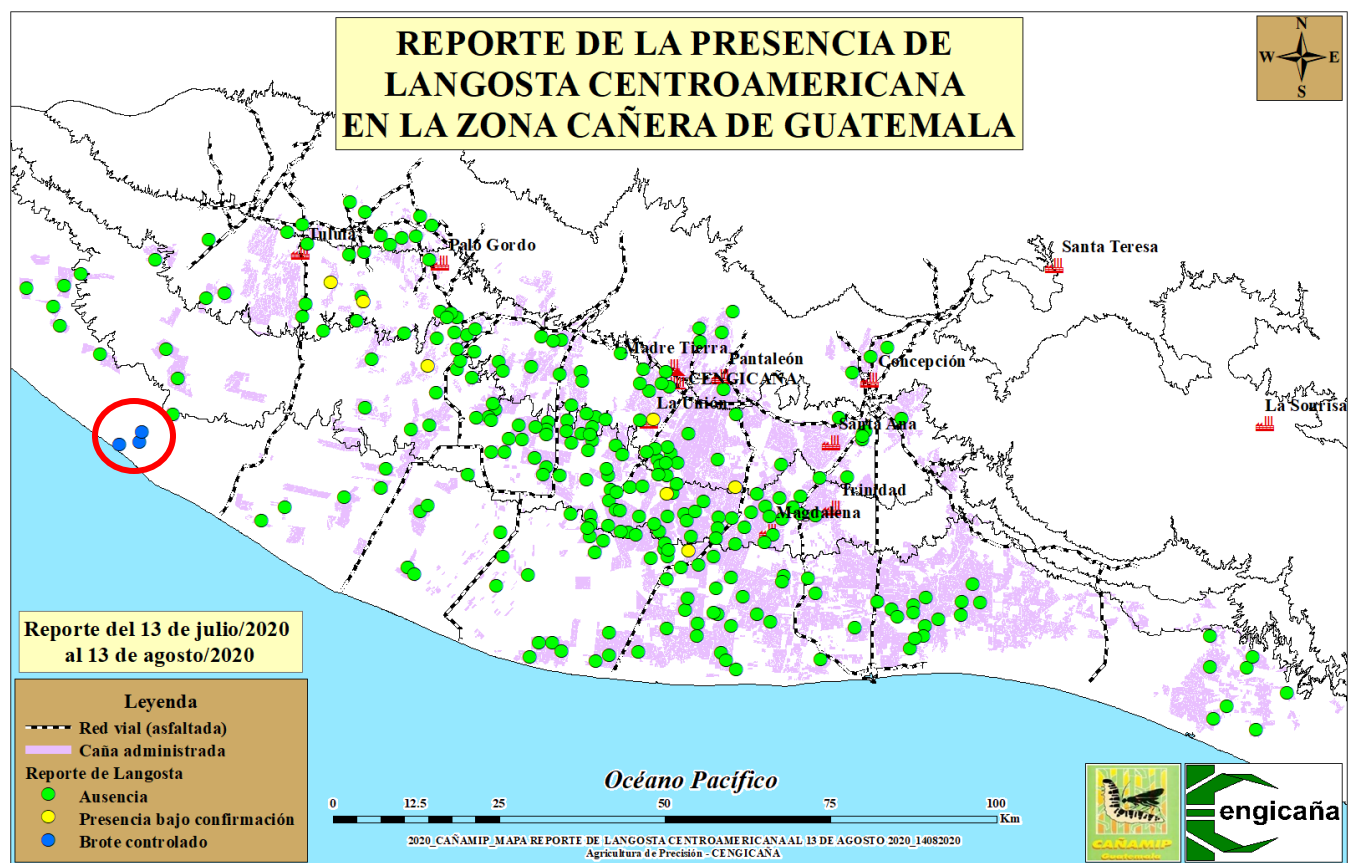 REPORTE DE LA PRESENCIA DE
LANGOSTA CENTROAMERICANA
EN LA ZONA CAÑERA DE GUATEMALA
N
W E
S
Tululá
Palo Gordo
Santa Teresa
Madre Tierra
Pantaleón
CENGICAÑA
Concepción
La Unión
La Sonrisa
Santa Ana
Trinidad
Magdalena
Reporte del 13 de julio/2020
al 13 de agosto/2020
Leyenda
Red vial (asfaltada)
Caña administrada
Reporte de Langosta
Ausencia
Presencia bajo confirmación
Brote controlado
Océano Pacífico
0 12.5 25 50 75 100
Km
2020_CAÑAMIP_MAPA REPORTE DE LANGOSTA CENTROAMERICANA AL 13 DE AGOSTO 2020_14082020
Agricultura de Precisión - CENGICAÑA
CAÑAMIP
Guatemala
engicaña